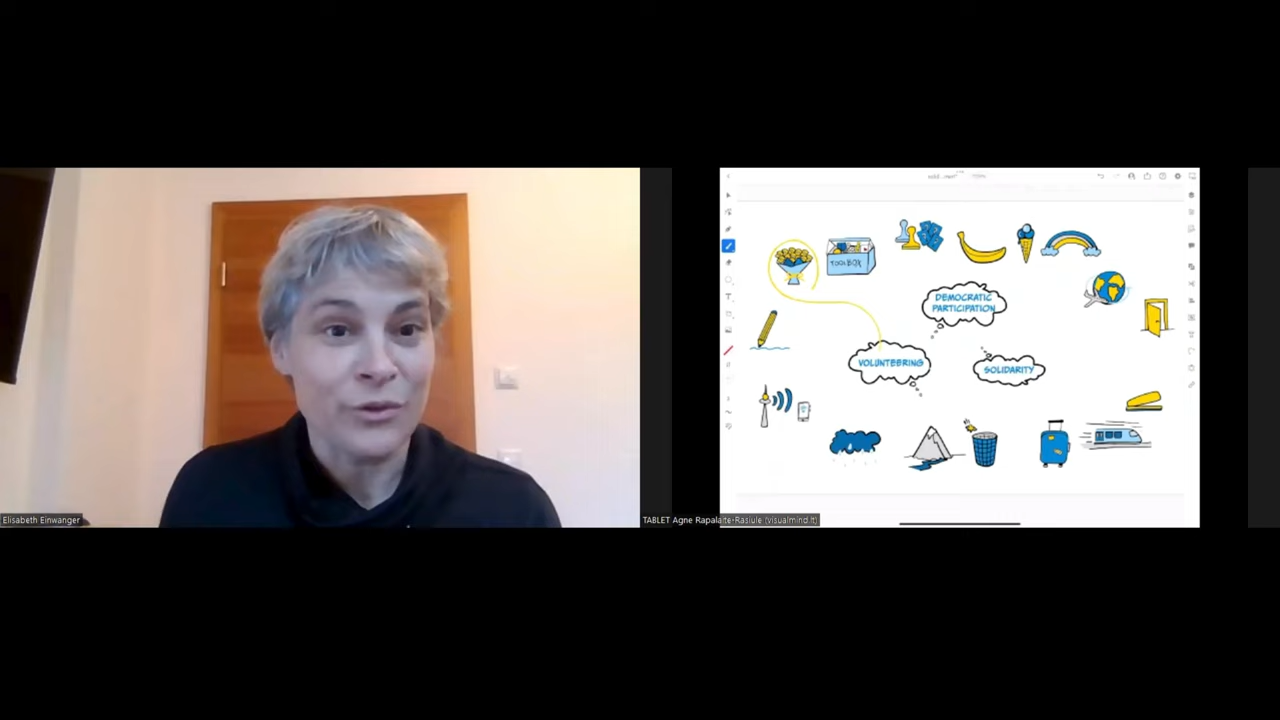 TOOLBOX
DEMOCRATIC
PARTICIPATION
VOLUNTEERING
SOLIDARITY
Elisabeth Einwanger
TABLET Agne Rapalaite-Rasiule (visualmind.lt)